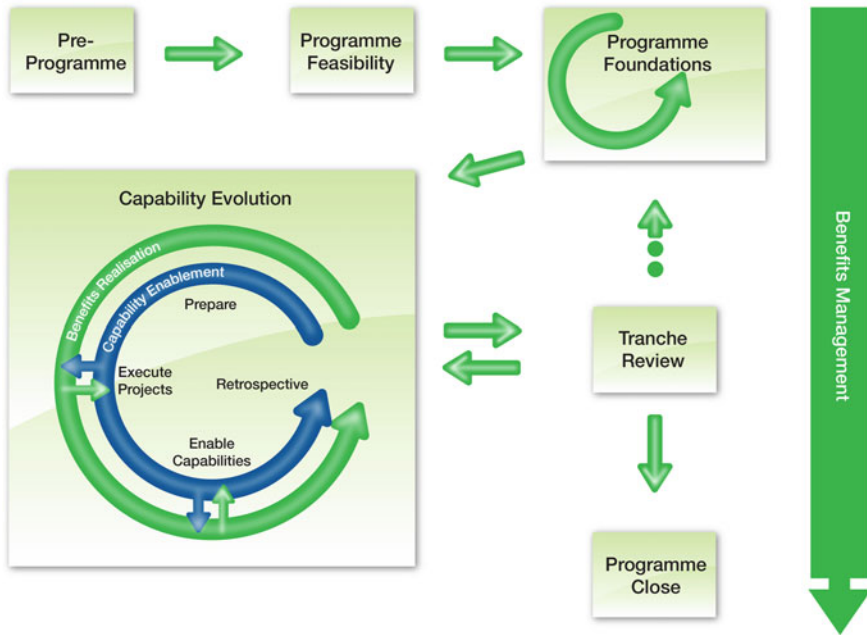 Pre-
Programme
Programme
Feasibility
Programme
Foundations
Capability Evolution
Benefits Realisation
Capability Enablement
Prepare
Execute
Projects
Retrospective
Enable
Capabilities
Tranche
Review
Programme
Close
Benefits Management